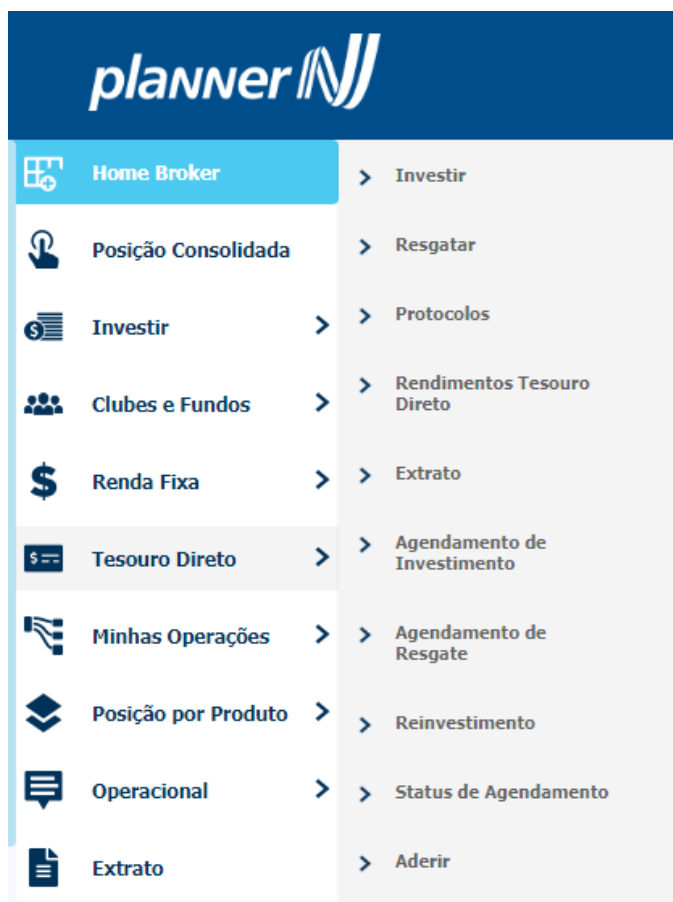 planner
Home Broker
Posição Consolidada
Investir
Clubes e Fundos
Renda Fixa
Tesouro Direto
Minhas Operações
Posição por Produto
Operacional
Extrato
Investir
Resgatar
Protocolos
Rendimentos Tesouro
Direto
Extrato
Agendamento de
Investimento
Agendamento de
Resgate
Reinvestimento
Status de Agendamento
Aderir